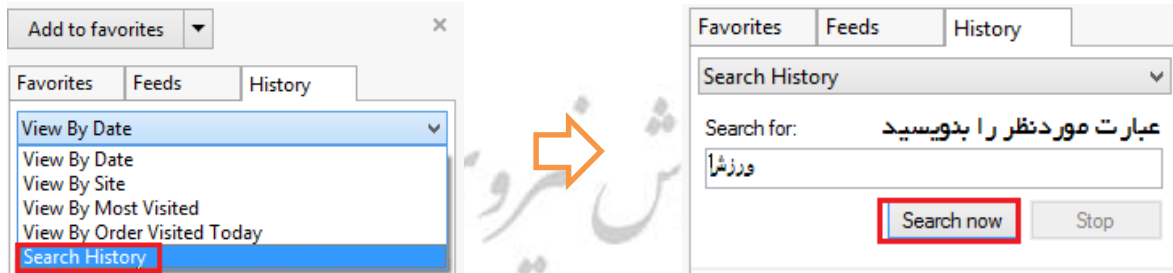 Add to favorites
Favorites Feeds History
View By Date
View By Date
View By Site
View By Most Visited
View By Order Visited Today
Search History
Favorites Feeds History
Search History
Search for: عبارت موردنظر را بنویسید
ورزش
Search now Stop